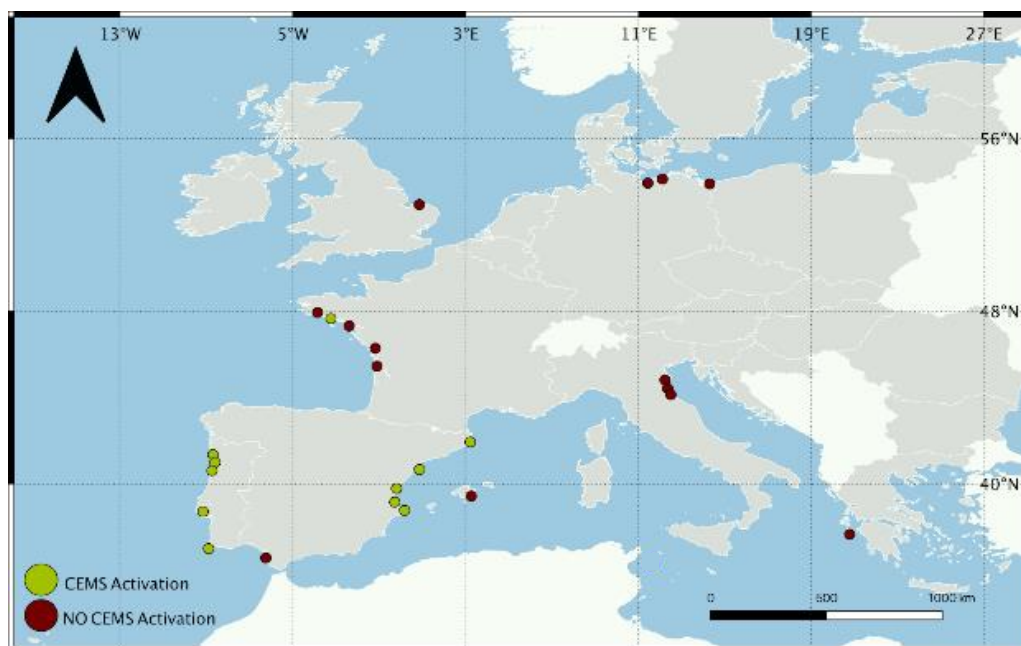 13°W 5°W 3°E 11°E 19°E 27°E
56°N
48°N
40°N
CEMS Activation
NO CEMS Activation
0 500 1000 km